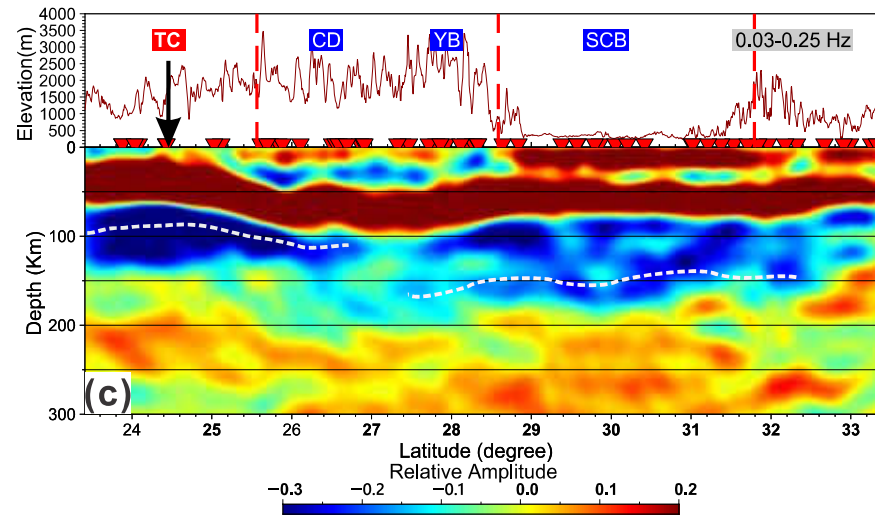 4000
3500
3000
2500
2000
1500
1000
500
0
Elevation(m)
TC
CD
YB
SCB
0.03-0.25 Hz
0
100
200
300
Depth (Km)
(c)
24 25 26 27 28 29 30 31 32 33
Latitude (degree)
Relative Amplitude
−0.3 −0.2 −0.1 0.0 0.1 0.2